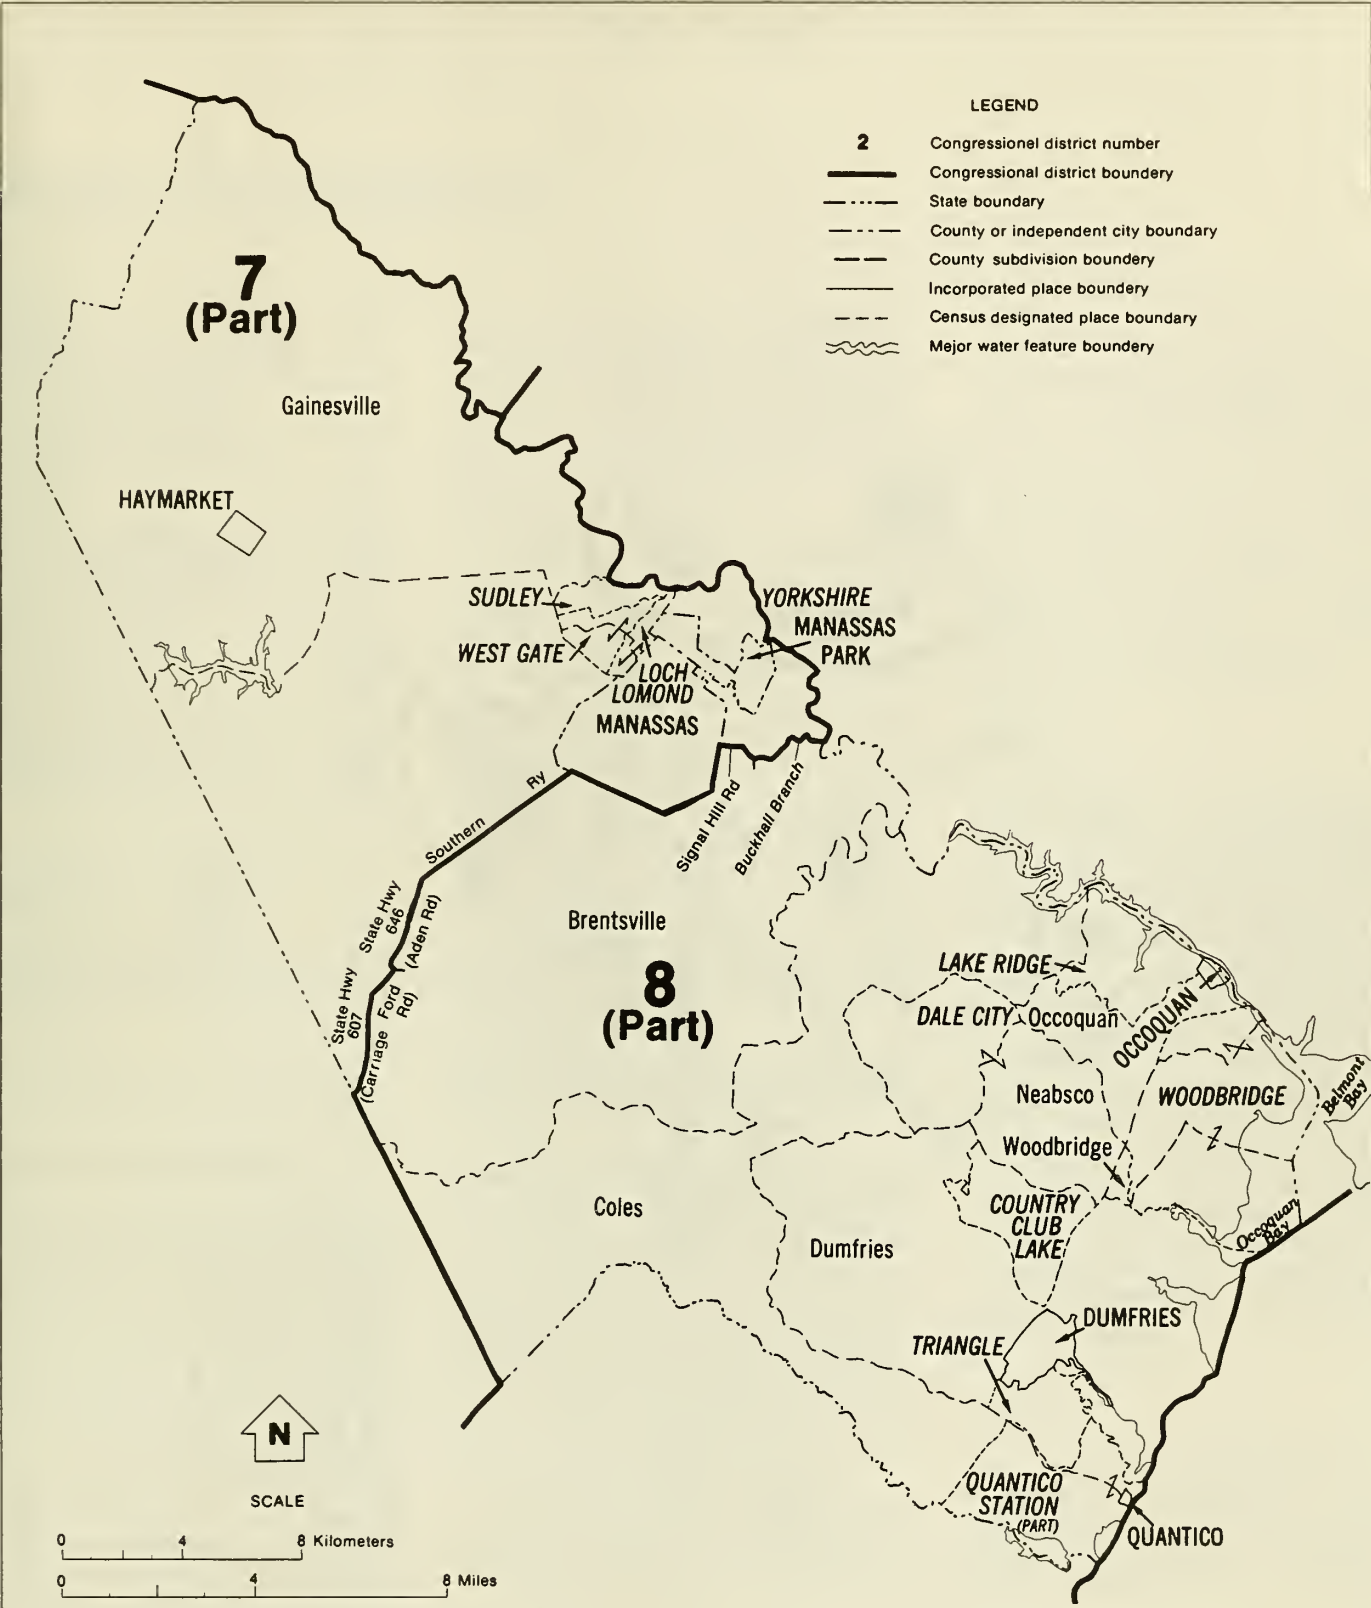 LEGEND
2 Congressionel district number
Congressional district boundery
State boundary
County or independent city boundary
County subdivision boundary
Incorporated place boundary
Census designated place boundary
Mejor water feature boundery
7
(Part)
Gainesville
HAYMARKET
SUDLEY
YORKSHIRE
MANASSAS
PARK
WEST GATE
LOCH
LOMOND
MANASSAS
Southern Ry
Signal Hill Rd
Buckhall Branch
State Hwy
646
(Aden Rd)
State Hwy
607
(Carriage Ford
Rd)
Brentsville
8
(Part)
LAKE RIDGE
DALE CITY
Occoquan
OCCOQUAN
Neabsco
WOODBRIDGE
Belmont
Bay
Woodbridge
Coles
COUNTRY
CLUB
LAKE
Dumfries
Occoquan
Bay
DUMFRIES
TRIANGLE
QUANTICO
STATION
(PART)
QUANTICO
N
SCALE
0 4 8 Kilometers
0 4 8 Miles